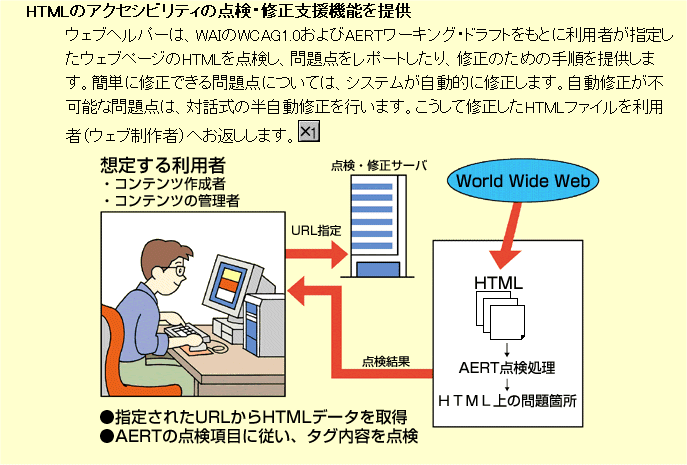 HTMLのアクセシビリティの点検・修正支援機能を提供
ウェブヘルパーは、WAIのWCAG1.0およびAERTワーキング・ドラフトをもとに利用者が指定し
たウェブページのHTMLを点検し、問題点をレポートしたり、修正のための手順を提供しま
す。簡単に修正できる問題点については、システムが自動的に修正します。自動修正が不
可能な問題点は、対話式の半自動修正を行います。こうして修正したHTMLファイルを利用
者（ウェブ制作者）へお返しします。×1
想定する利用者
・コンテンツ作成者
・コンテンツの管理者
点検・修正サーバ
World Wide Web
URL指定
HTML
点検結果
AERT点検処理
HTML上の問題箇所
●指定されたURLからHTMLデータを取得
●AERTの点検項目に従い、タグ内容を点検